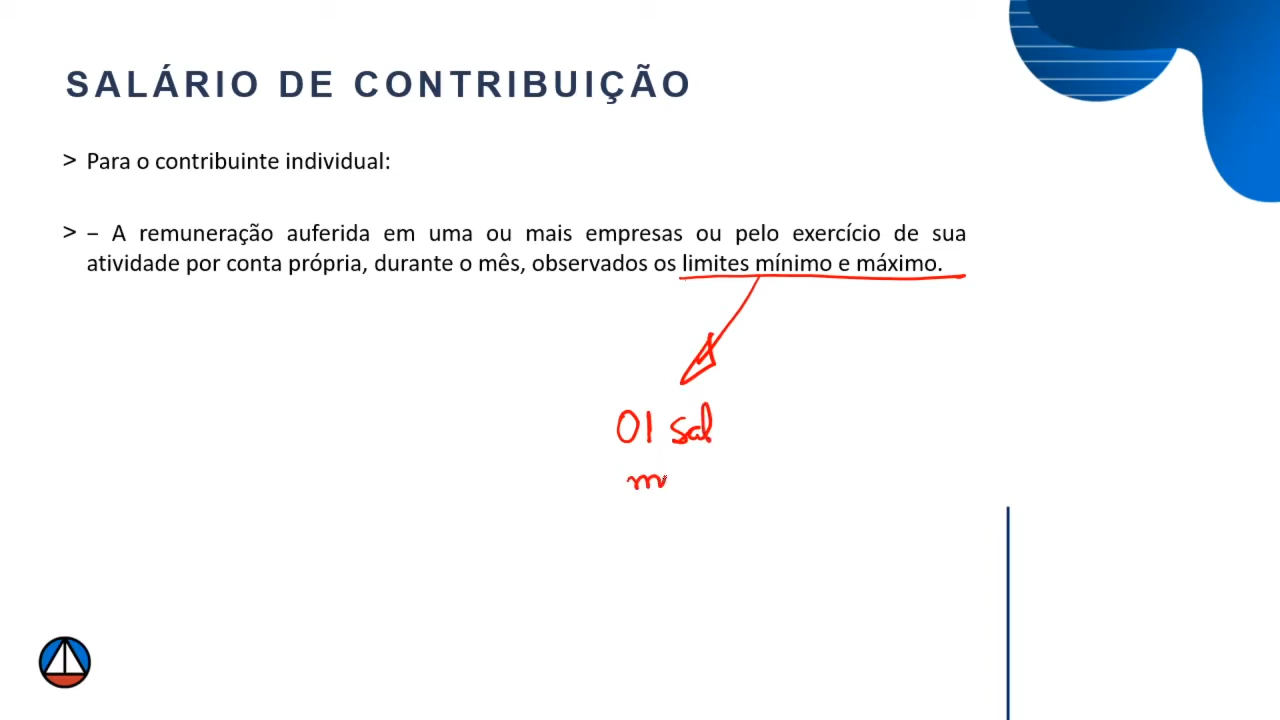 SALÁRIO DE CONTRIBUIÇÃO
> Para o contribuinte individual:
> – A remuneração auferida em uma ou mais empresas ou pelo exercício de sua
atividade por conta própria, durante o mês, observados os limites mínimo e máximo.
01 sal
m